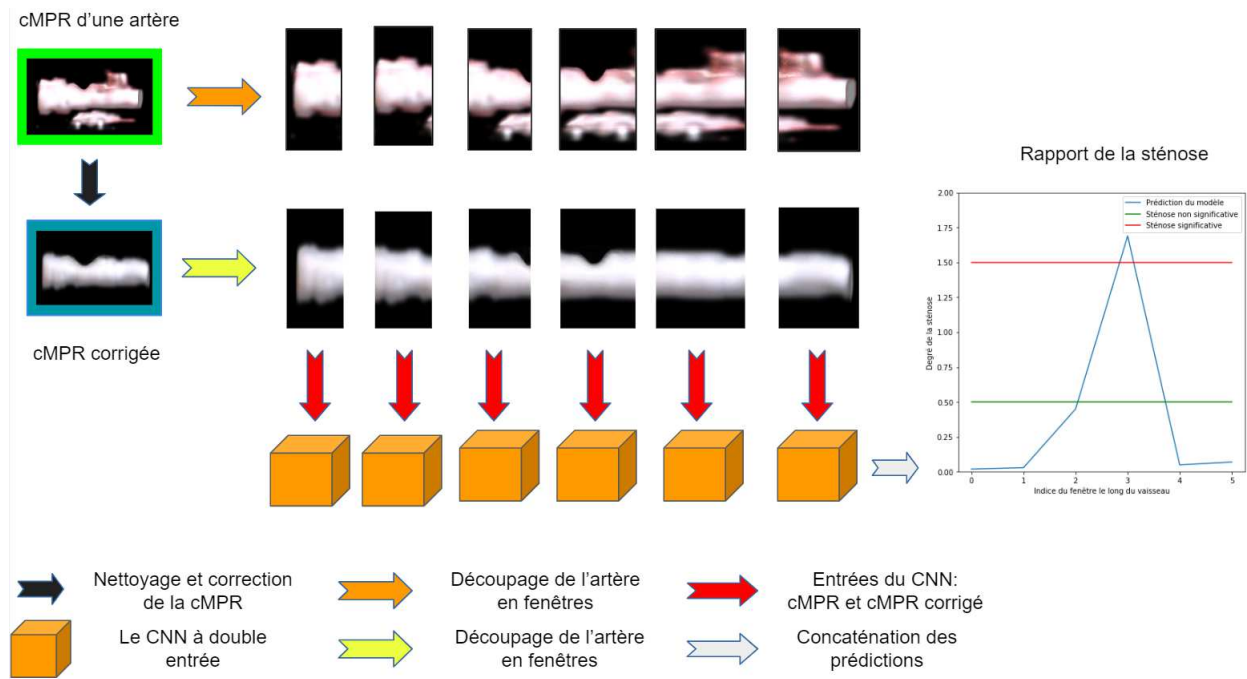 cMPR d'une artère
cMPR corrigée
Rapport de la sténose
2.00
1.75
1.50
1.25
1.00
0.75
0.50
0.25
0.00
Degré de la sténose
Prédiction du modèle
Sténose non significative
Sténose significative
0 1 2 3 4 5
Indice du fenêtre le long du vaisseau
Nettoyage et correction
de la cMPR
Découpage de l'artère
en fenêtres
Entrées du CNN:
cMPR et cMPR corrigé
Le CNN à double
entrée
Découpage de l'artère
en fenêtres
Concaténation des
prédictions